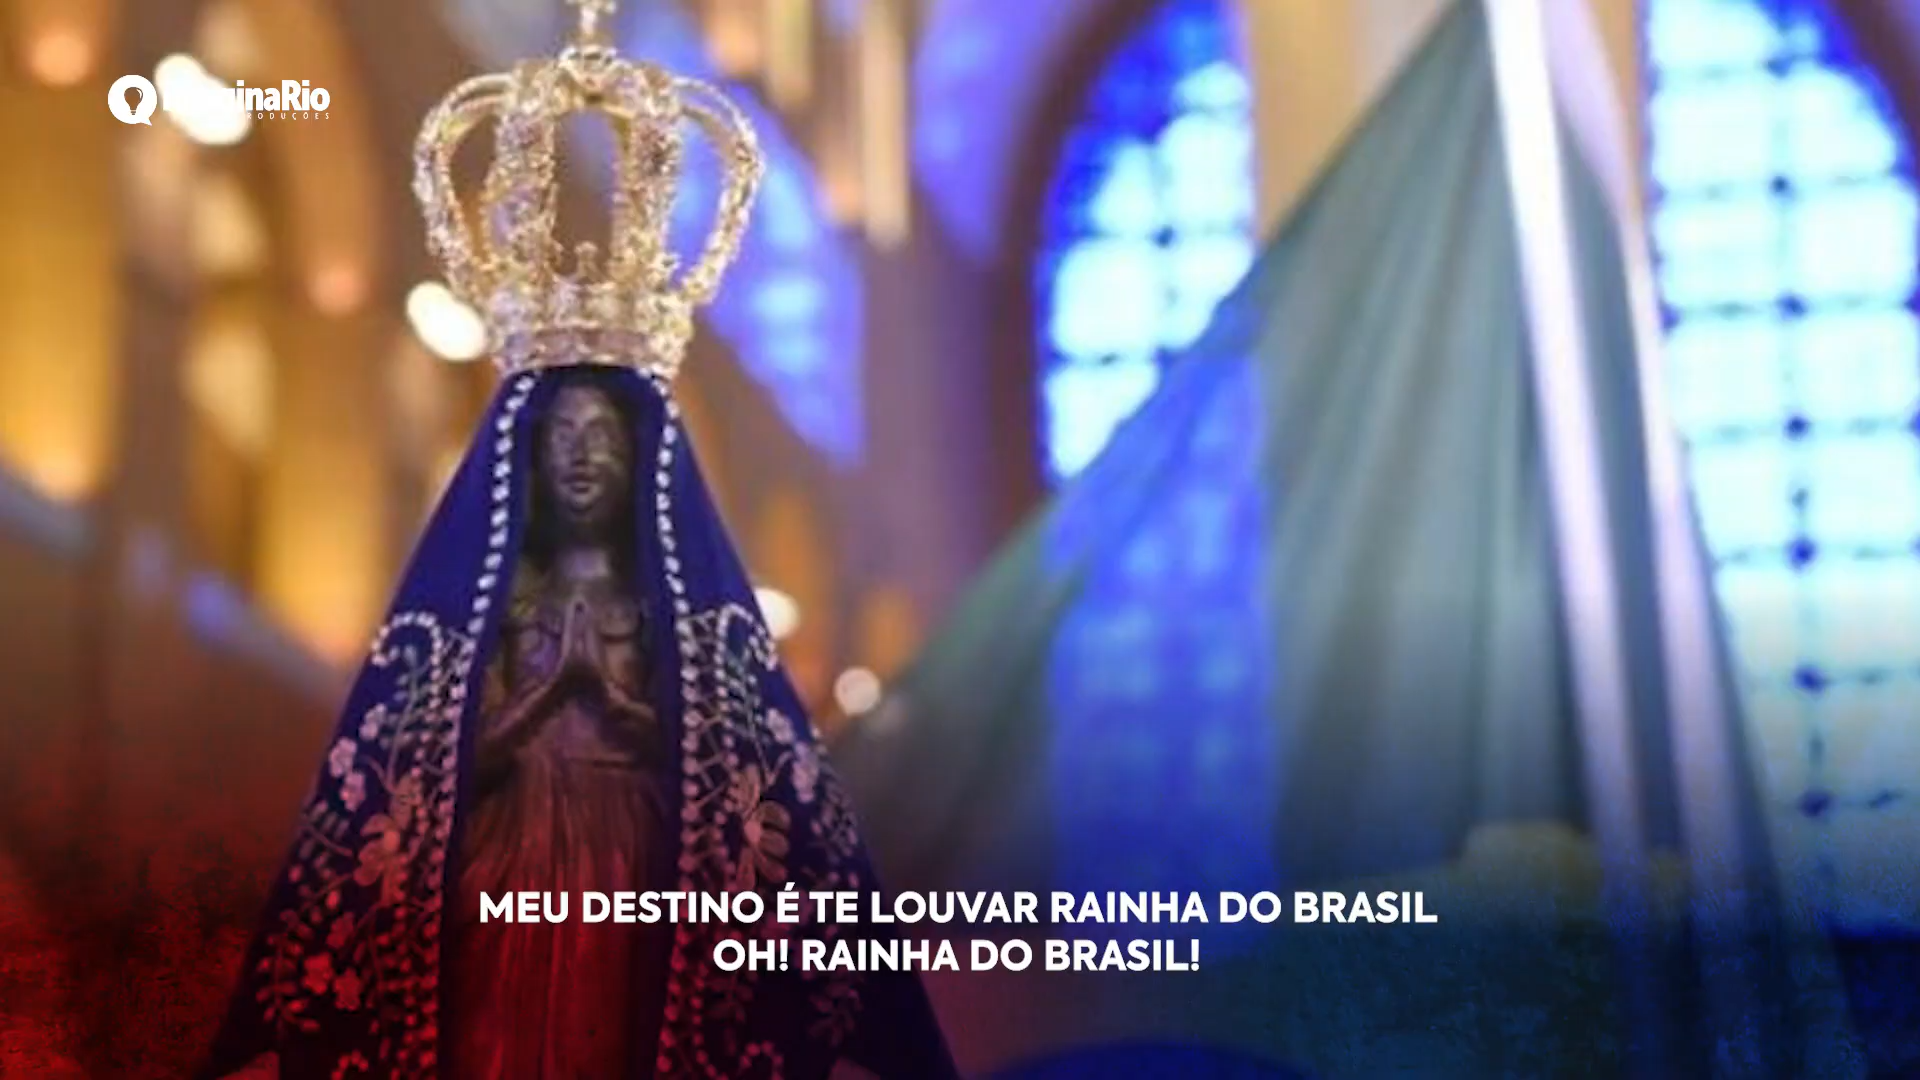 MEU DESTINO É TE LOUVAR RAINHA DO BRASIL
OH! RAINHA DO BRASIL!